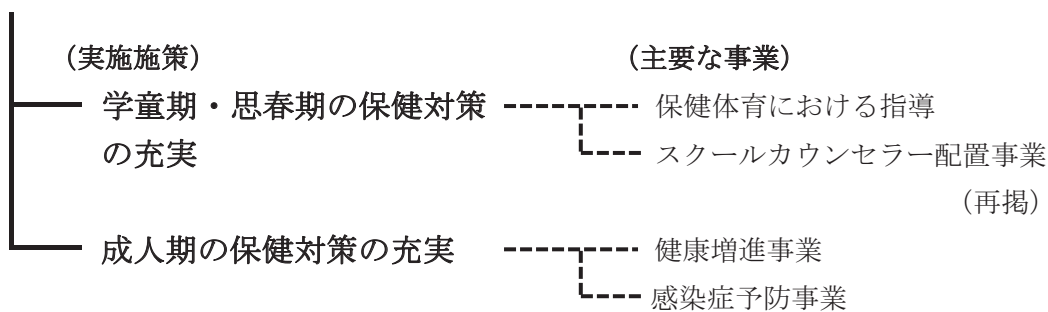 (実施施策) (主要な事業)
学童期・思春期の保健対策 保健体育における指導
の充実 スクールカウンセラー配置事業
(再掲)
成人期の保健対策の充実 健康増進事業
感染症予防事業